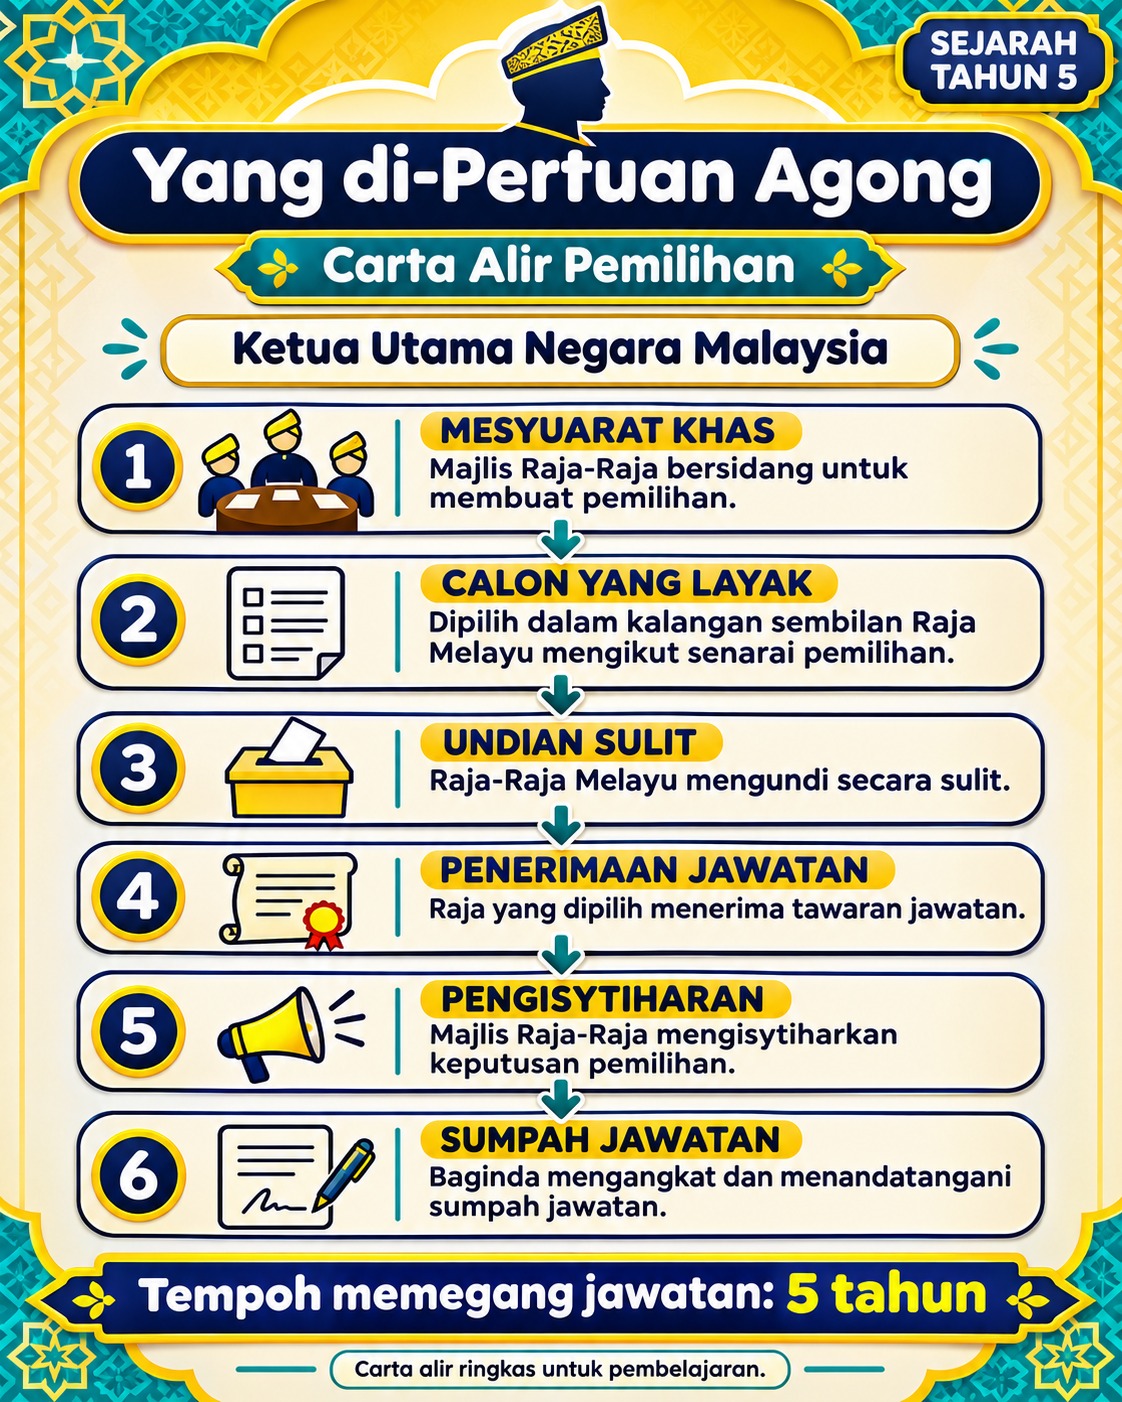 SEJARAH
TAHUN 5
Yang di-Pertuan Agong
Carta Alir Pemilihan
Ketua Utama Negara Malaysia
1
MESYUARAT KHAS
Majlis Raja-Raja bersidang untuk
membuat pemilihan.
2
CALON YANG LAYAK
Dipilih dalam kalangan sembilan Raja
Melayu mengikut senarai pemilihan.
3
UNDIAN SULIT
Raja-Raja Melayu mengundi secara sulit.
4
PENERIMAAN JAWATAN
Raja yang dipilih menerima tawaran jawatan.
5
PENGISYTIHARAN
Majlis Raja-Raja mengisytiharkan
keputusan pemilihan.
6
SUMPAH JAWATAN
Baginda mengangkat dan menandatangani
sumpah jawatan.
Tempoh memegang jawatan: 5 tahun
Carta alir ringkas untuk pembelajaran.